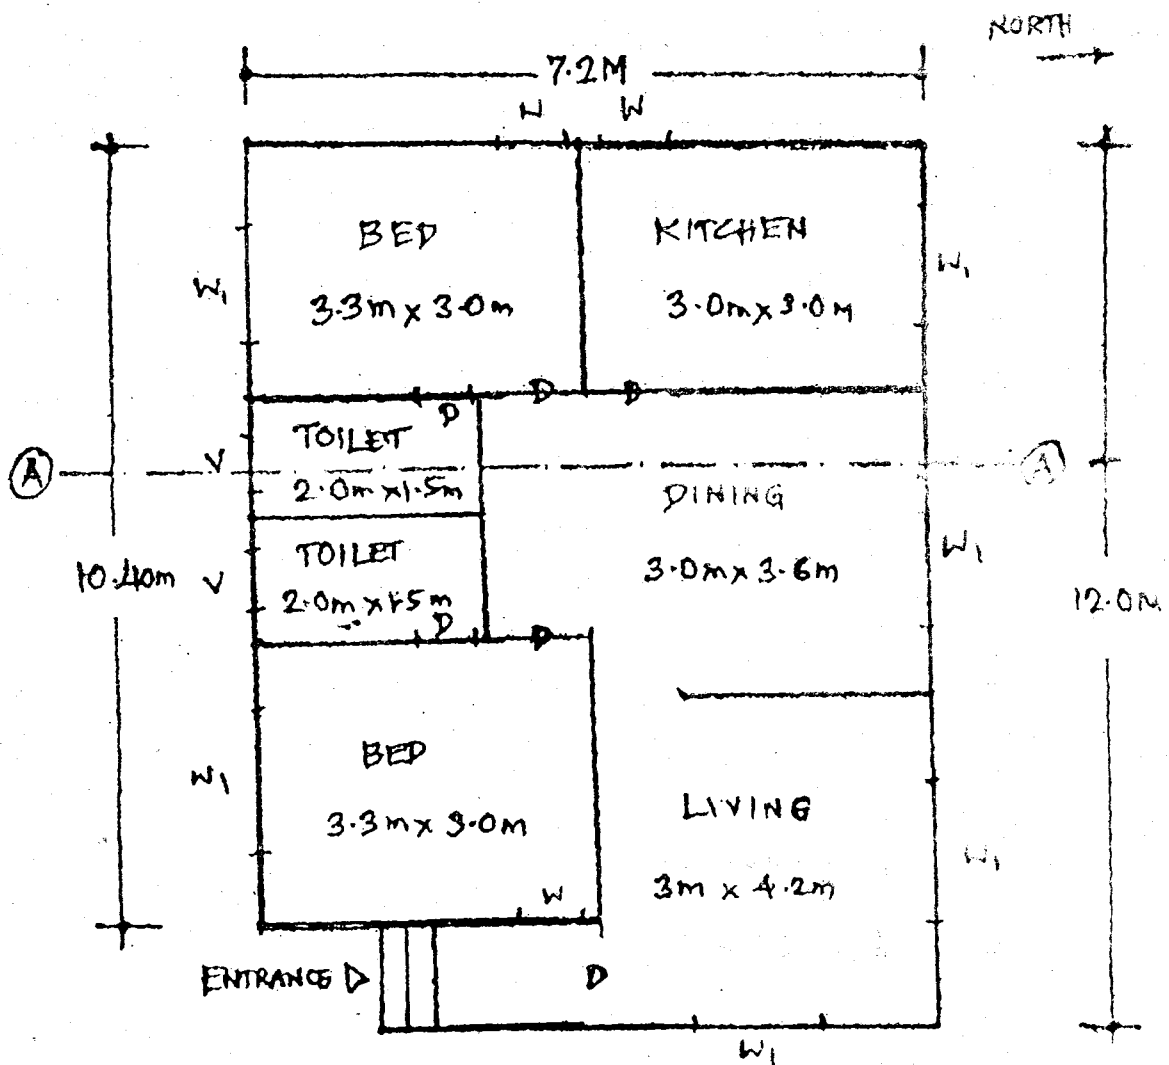 NORTH
7.2M
W W
BED KITCHEN
W1 W1
3.3m x 3.0m 3.0m x 3.0M
D D B
TOILET
A V A
2.0m x 1.5m DINING
TOILET W1
10.40m V 3.0m x 3.6m
2.0m x 1.5m 12.0M
D D
BED
W1 LIVING
3.3m x 3.0m W1
W 3m x 4.2m
ENTRANCE D D
W1